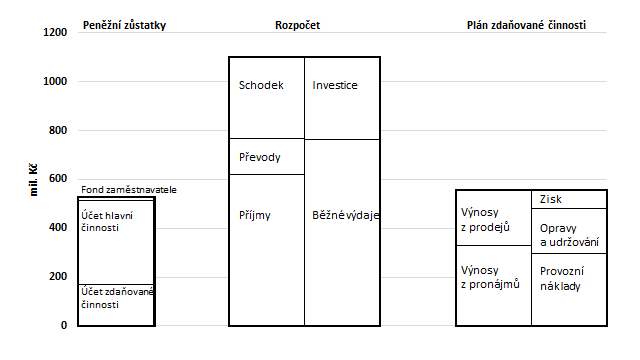 Peněžní zůstatky
Rozpočet
Plán zdaňované činnosti
mil. Kč
1200
1000
800
600
400
200
0
Fond zaměstnavatele
Účet hlavní
činnosti
Účet zdaňované
činnosti
Schodek
Převody
Příjmy
Investice
Běžné výdaje
Výnosy
z prodejů
Výnosy
z pronájmů
Zisk
Opravy
a udržování
Provozní
náklady